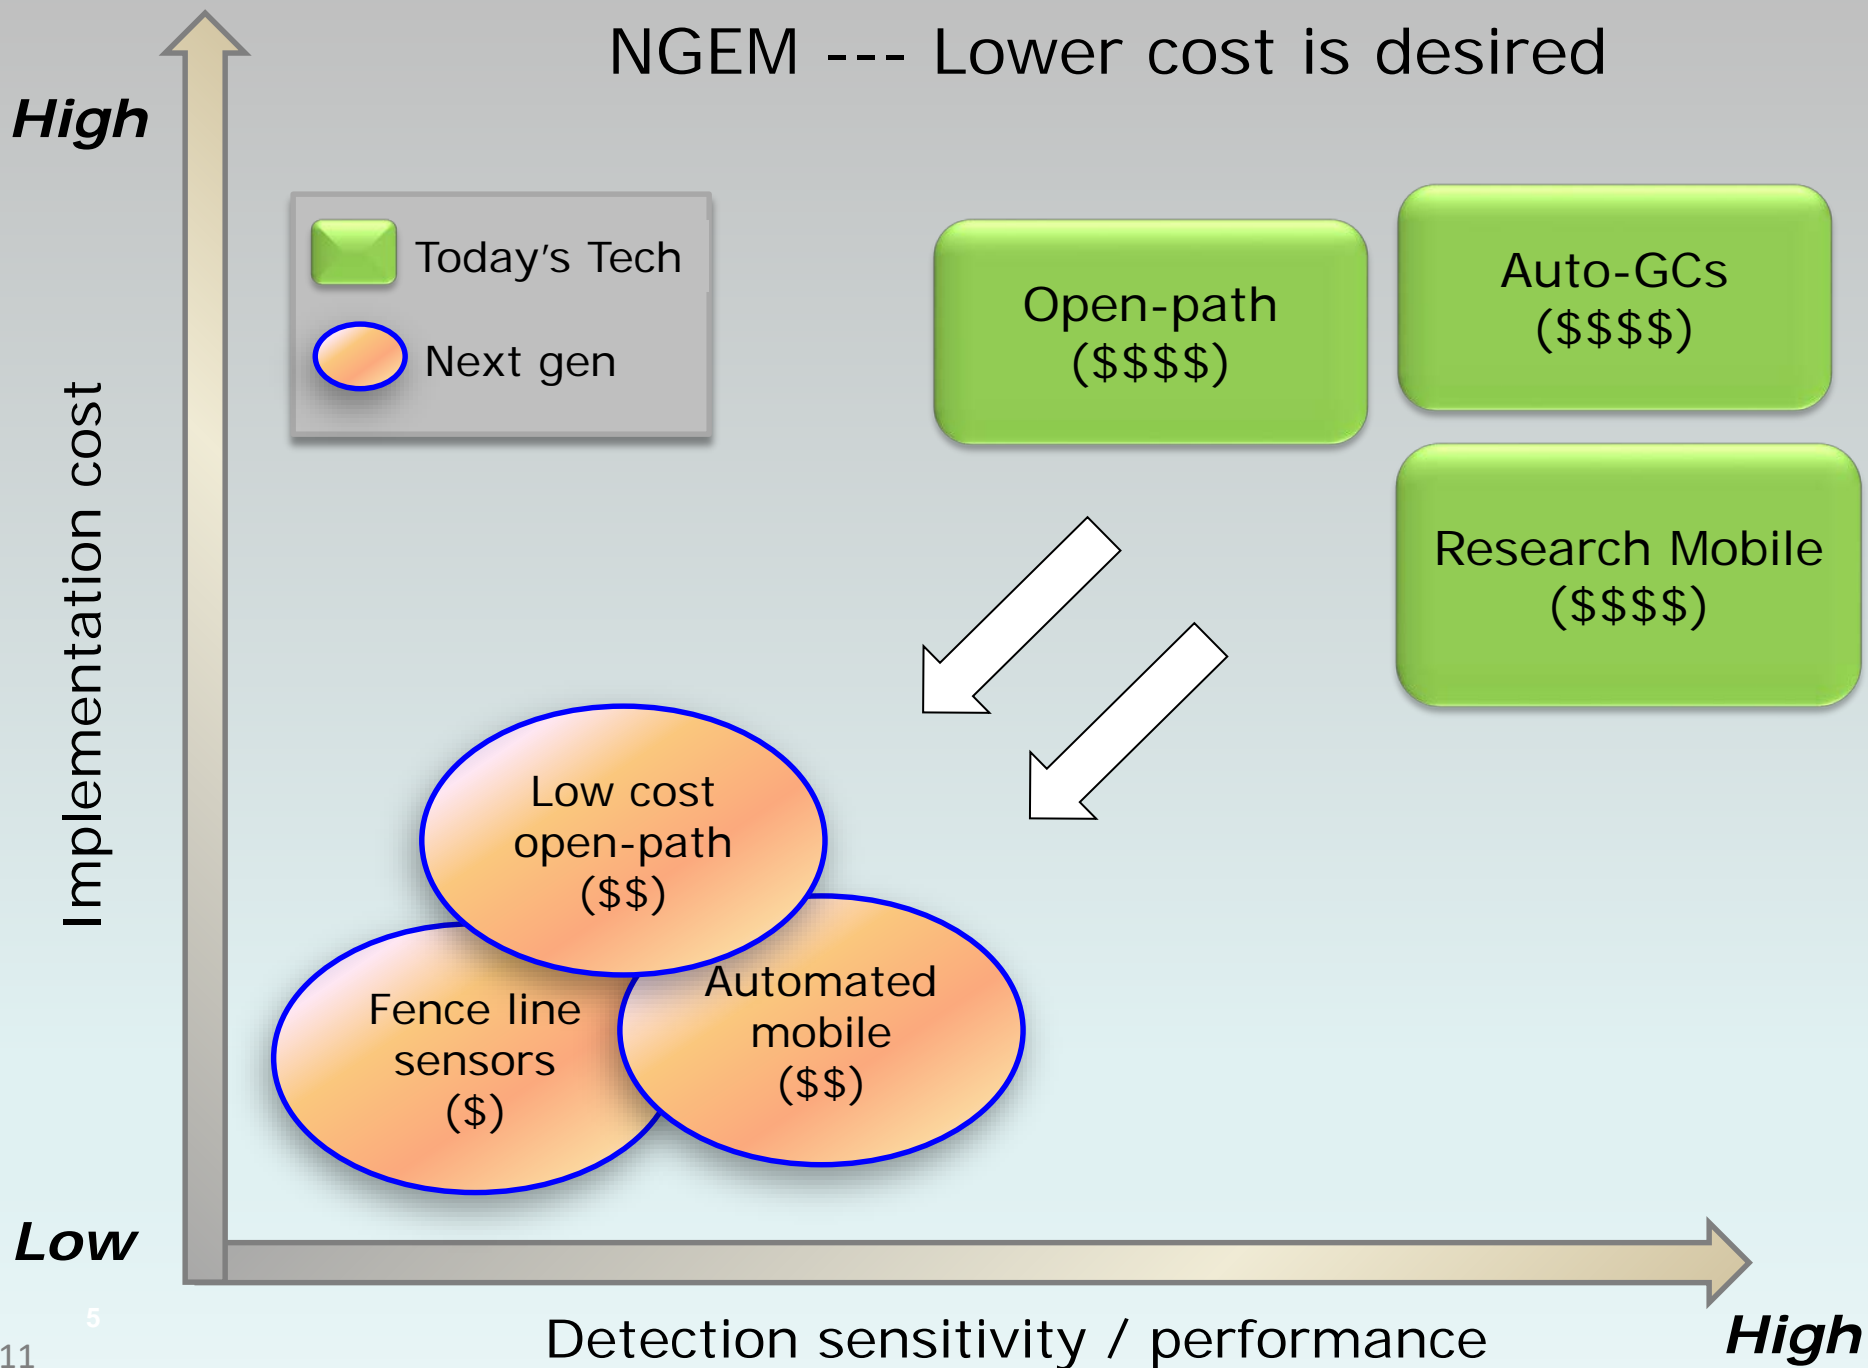 NGEM --- Lower cost is desired
High
Today's Tech
Next gen
Open-path
($$$$)
Auto-GCs
($$$$)
Research Mobile
($$$$)
Implementation cost
Low cost
open-path
($$)
Fence line
sensors
($)
Automated
mobile
($$)
Low
5
11
Detection sensitivity / performance
High